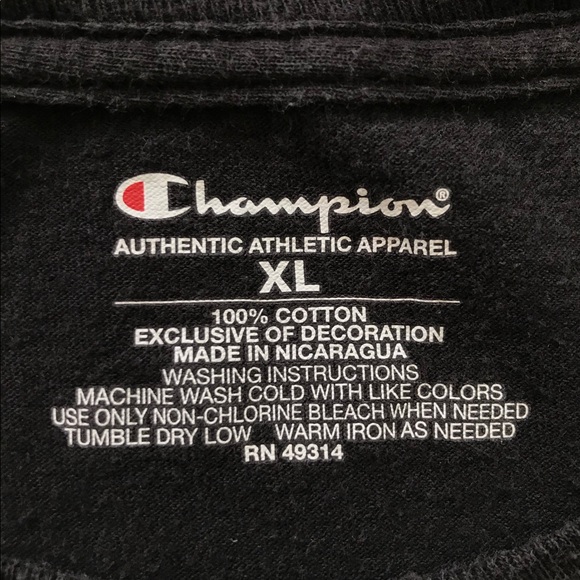 Champion®
AUTHENTIC ATHLETIC APPAREL
XL
100% COTTON
EXCLUSIVE OF DECORATION
MADE IN NICARAGUA
WASHING INSTRUCTIONS
MACHINE WASH COLD WITH LIKE COLORS
USE ONLY NON-CHLORINE BLEACH WHEN NEEDED
TUMBLE DRY LOW WARM IRON AS NEEDED
RN 49314